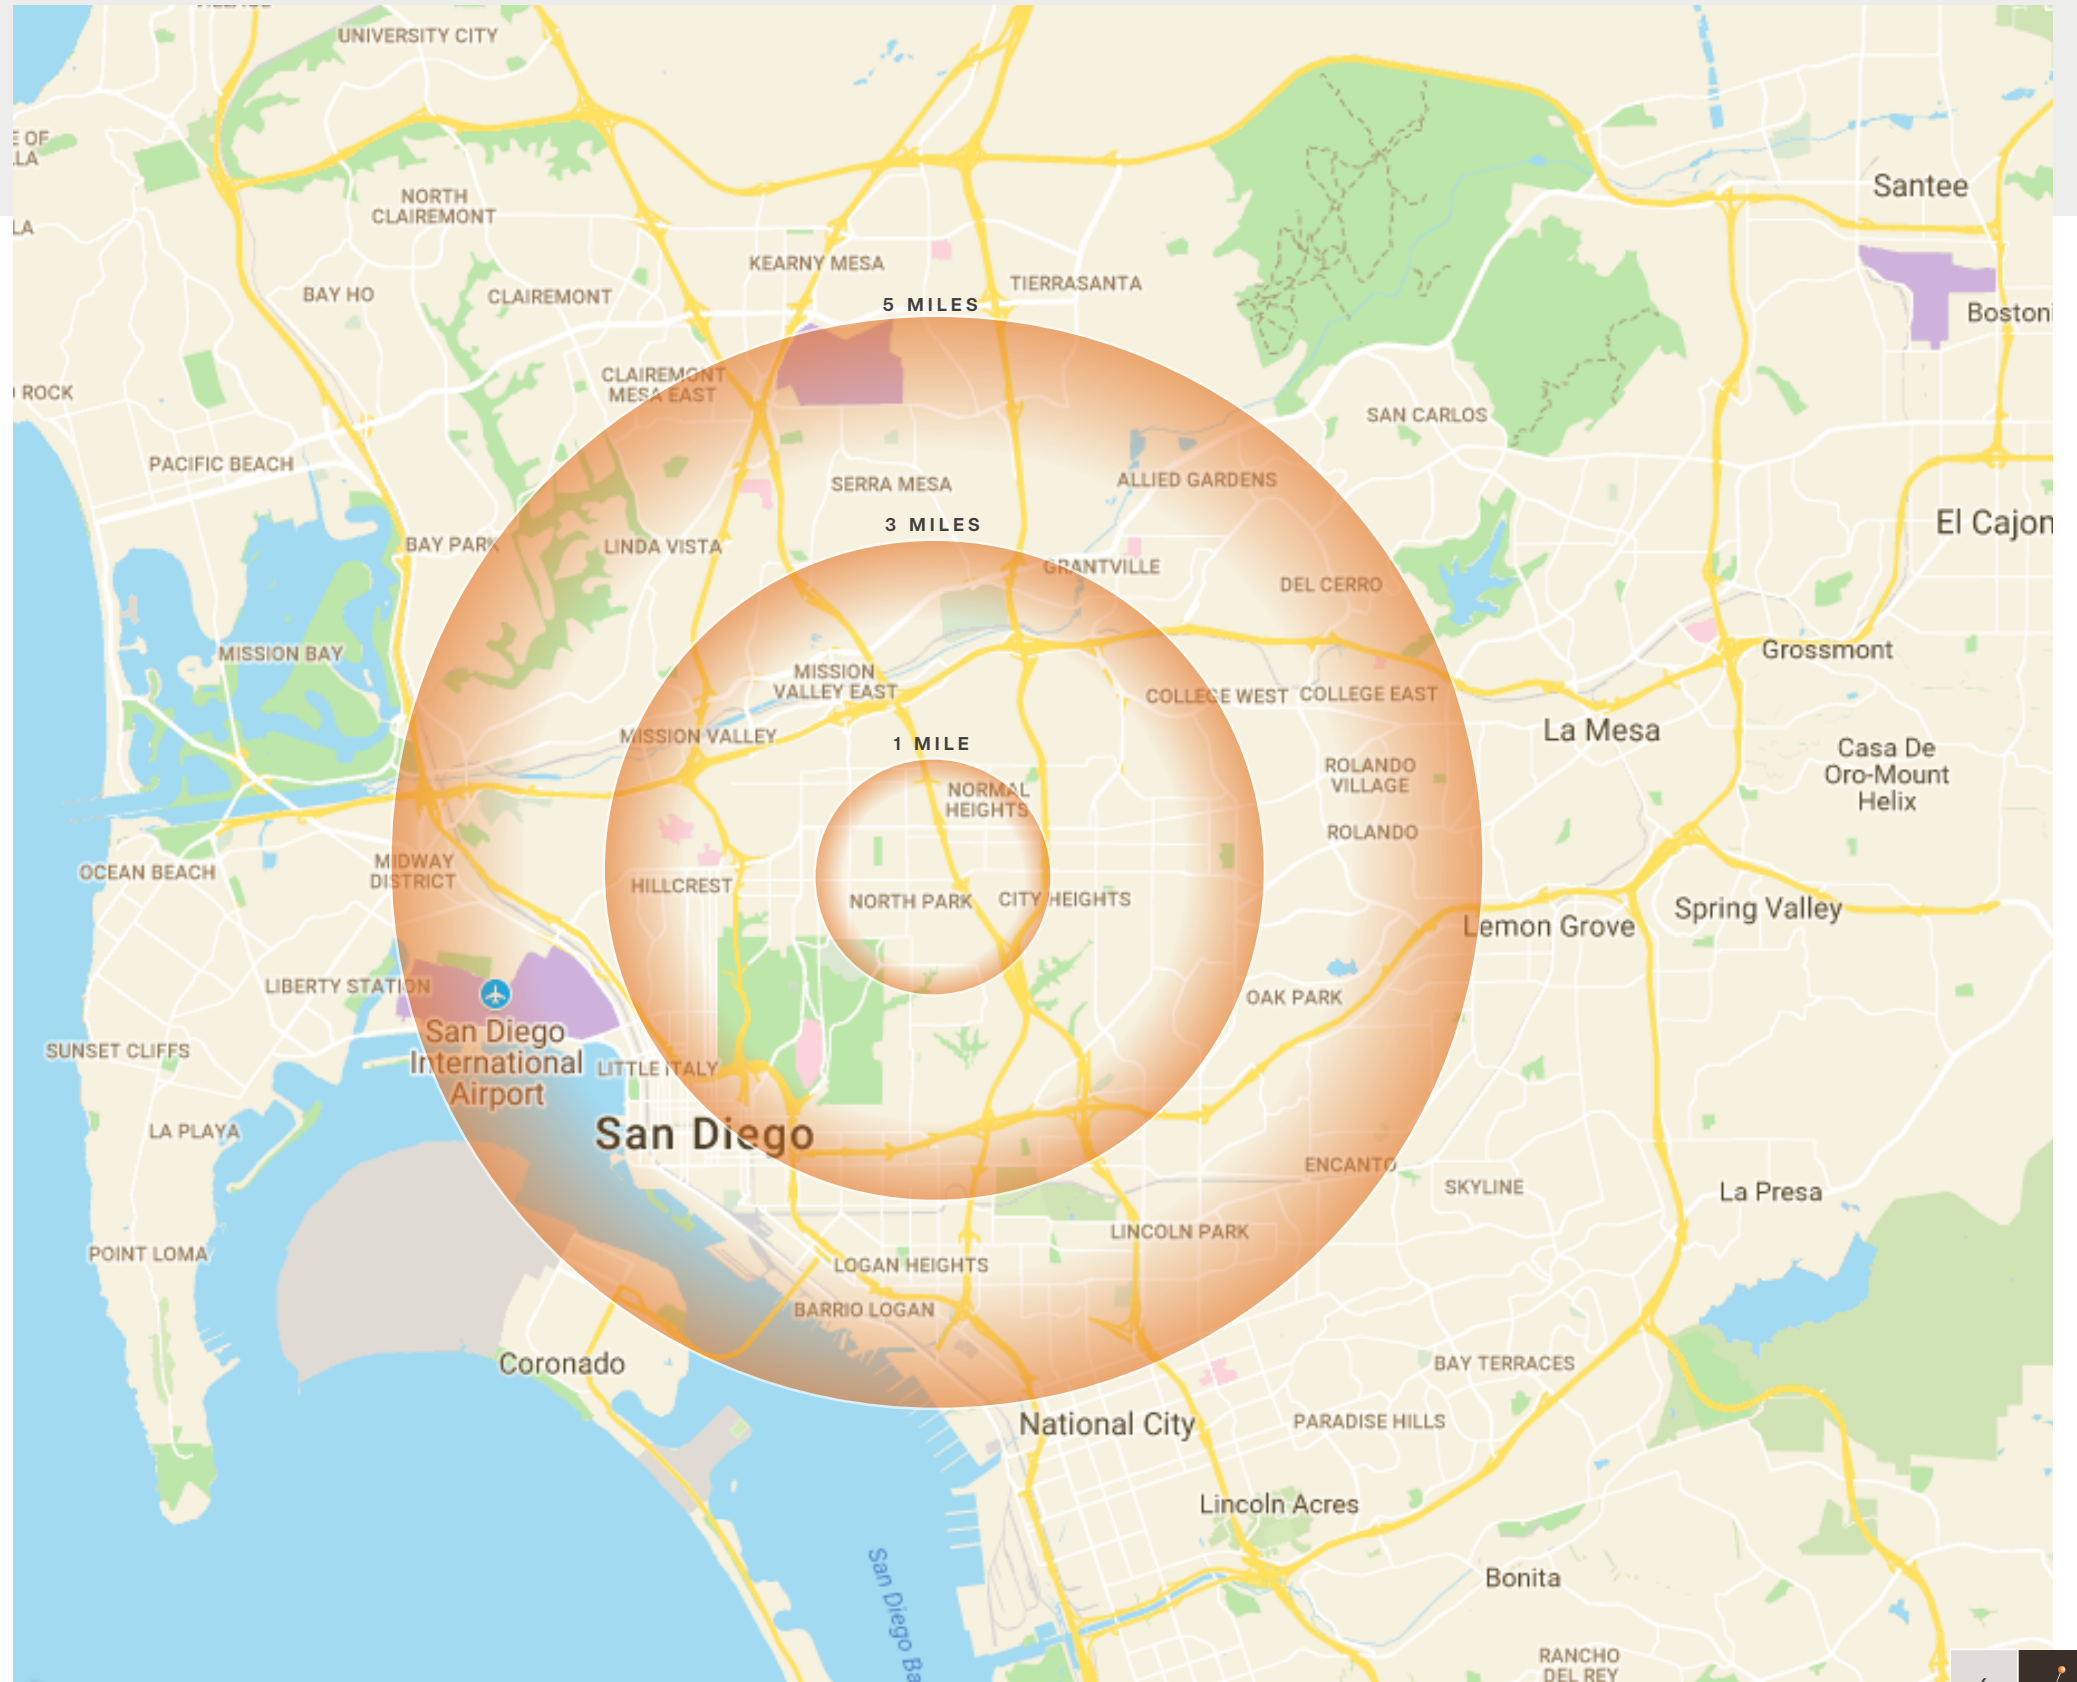 UNIVERSITY CITY
NORTH
CLAIREMONT
Santee
KEARNY MESA
TIERRASANTA
BAY HO
CLAIREMONT
5 MILES
CLAIREMONT
MESA EAST
ROCK
SAN CARLOS
PACIFIC BEACH
SERRA MESA
ALLIED GARDENS
El Cajon
3 MILES
BAY PARK
LINDA VISTA
GRANTVILLE
DEL CERRO
MISSION BAY
Grossmont
MISSION
VALLEY EAST
COLLEGE WEST
COLLEGE EAST
MISSION VALLEY
1 MILE
La Mesa
Casa De
Oro-Mount
Helix
ROLANDO
VILLAGE
NORMAL
HEIGHTS
ROLANDO
OCEAN BEACH
MIDWAY
DISTRICT
HILLCREST
NORTH PARK
CITY HEIGHTS
Lemon Grove
Spring Valley
LIBERTY STATION
OAK PARK
San Diego
International
Airport
SUNSET CLIFFS
LITTLE ITALY
LA PLAYA
San Diego
ENCANTO
SKYLINE
La Presa
POINT LOMA
LINCOLN PARK
LOGAN HEIGHTS
BARRIO LOGAN
Coronado
BAY TERRACES
National City
PARADISE HILLS
Lincoln Acres
San Diego Ba
Bonita
RANCHO
DEL REY